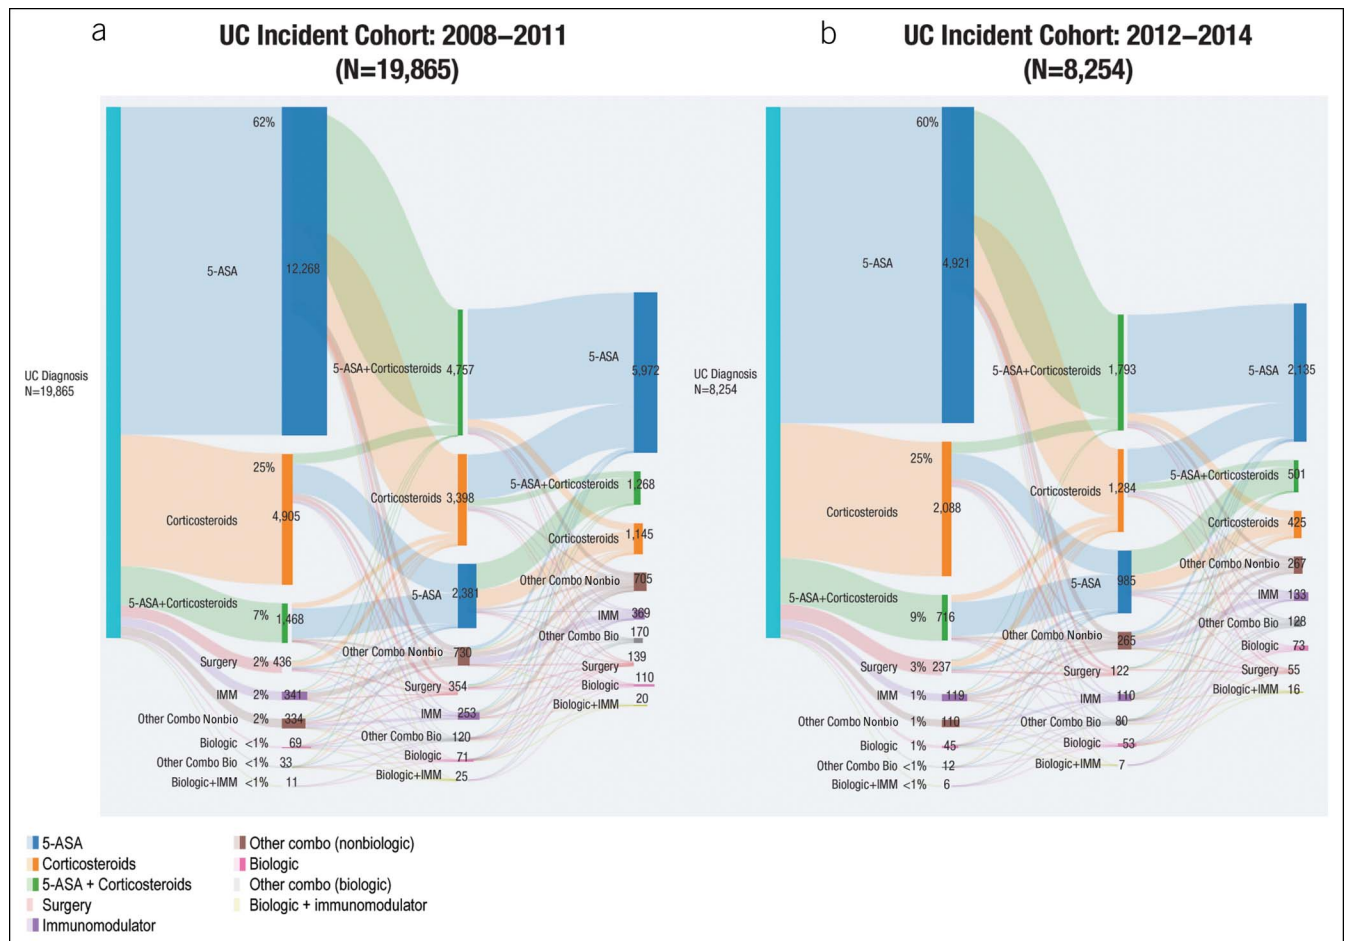 a
UC Incident Cohort: 2008–2011
(N=19,865)
UC Diagnosis
N=19,865
62%
5-ASA
12,268
25%
Corticosteroids
4,905
5-ASA+Corticosteroids
7% 1,468
Surgery 2% 436
IMM 2% 341
Other Combo Nonbio 2% 334
Biologic <1% 69
Other Combo Bio <1% 33
Biologic+IMM <1% 11
5-ASA+Corticosteroids 4,757
Corticosteroids 3,398
5-ASA 2,381
Other Combo Nonbio 730
Surgery 354
IMM 253
Other Combo Bio 120
Biologic 71
Biologic+IMM 25
5-ASA
5,972
5-ASA+Corticosteroids 1,268
Corticosteroids 1,145
Other Combo Nonbio 705
IMM 369
Other Combo Bio 170
Surgery 139
Biologic 110
Biologic+IMM 20
b
UC Incident Cohort: 2012–2014
(N=8,254)
UC Diagnosis
N=8,254
60%
5-ASA 4,921
25%
Corticosteroids 2,088
5-ASA+Corticosteroids
9% 716
Surgery 3% 237
IMM 1% 119
Other Combo Nonbio 1% 110
Biologic 1% 45
Other Combo Bio <1% 12
Biologic+IMM <1% 6
5-ASA+Corticosteroids 1,793
Corticosteroids 1,284
5-ASA 985
Other Combo Nonbio 265
Surgery 122
IMM 110
Other Combo Bio 80
Biologic 53
Biologic+IMM 7
5-ASA 2,135
5-ASA+Corticosteroids 501
Corticosteroids 425
Other Combo Nonbio 267
IMM 133
Other Combo Bio 128
Biologic 73
Surgery 55
Biologic+IMM 16
5-ASA
Corticosteroids
5-ASA + Corticosteroids
Surgery
Immunomodulator
Other combo (nonbiologic)
Biologic
Other combo (biologic)
Biologic + immunomodulator